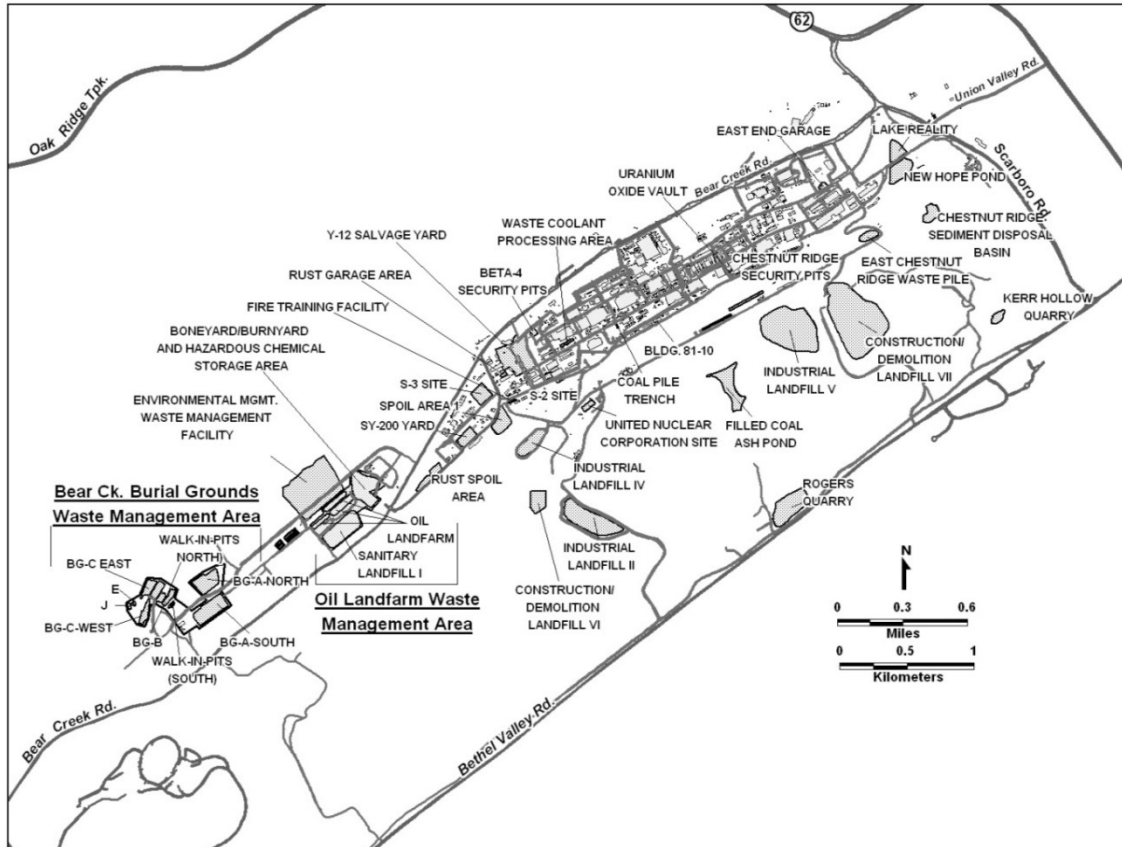 62
Oak Ridge Tpk.
Union Valley Rd.
EAST END GARAGE
LAKE REALITY
Bear Creek Rd.
Scarboro Rd.
URANIUM
OXIDE VAULT
NEW HOPE POND
WASTE COOLANT
PROCESSING AREA
CHESTNUT RIDGE
SEDIMENT DISPOSAL
BASIN
Y-12 SALVAGE YARD
BETA-4
SECURITY PITS
CHESTNUT RIDGE
SECURITY PITS
EAST CHESTNUT
RIDGE WASTE PILE
RUST GARAGE AREA
FIRE TRAINING FACILITY
KERR HOLLOW
QUARRY
BONEYARD/BURNYARD
AND HAZARDOUS CHEMICAL
STORAGE AREA
BLDG. 81-10
CONSTRUCTION/
DEMOLITION
LANDFILL VII
INDUSTRIAL
LANDFILL V
S-3 SITE
S-2 SITE
COAL PILE
TRENCH
SPOIL AREA 1
SY-200 YARD
ENVIRONMENTAL MGMT.
WASTE MANAGEMENT
FACILITY
UNITED NUCLEAR
CORPORATION SITE
FILLED COAL
ASH POND
INDUSTRIAL
LANDFILL IV
RUST SPOIL
AREA
ROGERS
QUARRY
Bear Ck. Burial Grounds
Waste Management Area
OIL
LANDFARM
SANITARY
LANDFILL I
WALK-IN-PITS
NORTH)
BG-C EAST
BG-A-NORTH
INDUSTRIAL
LANDFILL II
E
J
BG-C-WEST
BG-B
BG-A-SOUTH
WALK-IN-PITS
(SOUTH)
Oil Landfarm Waste
Management Area
CONSTRUCTION/
DEMOLITION
LANDFILL VI
N
0 0.3 0.6
Miles
0 0.5 1
Kilometers
Bear Creek Rd.
Bethel Valley Rd.